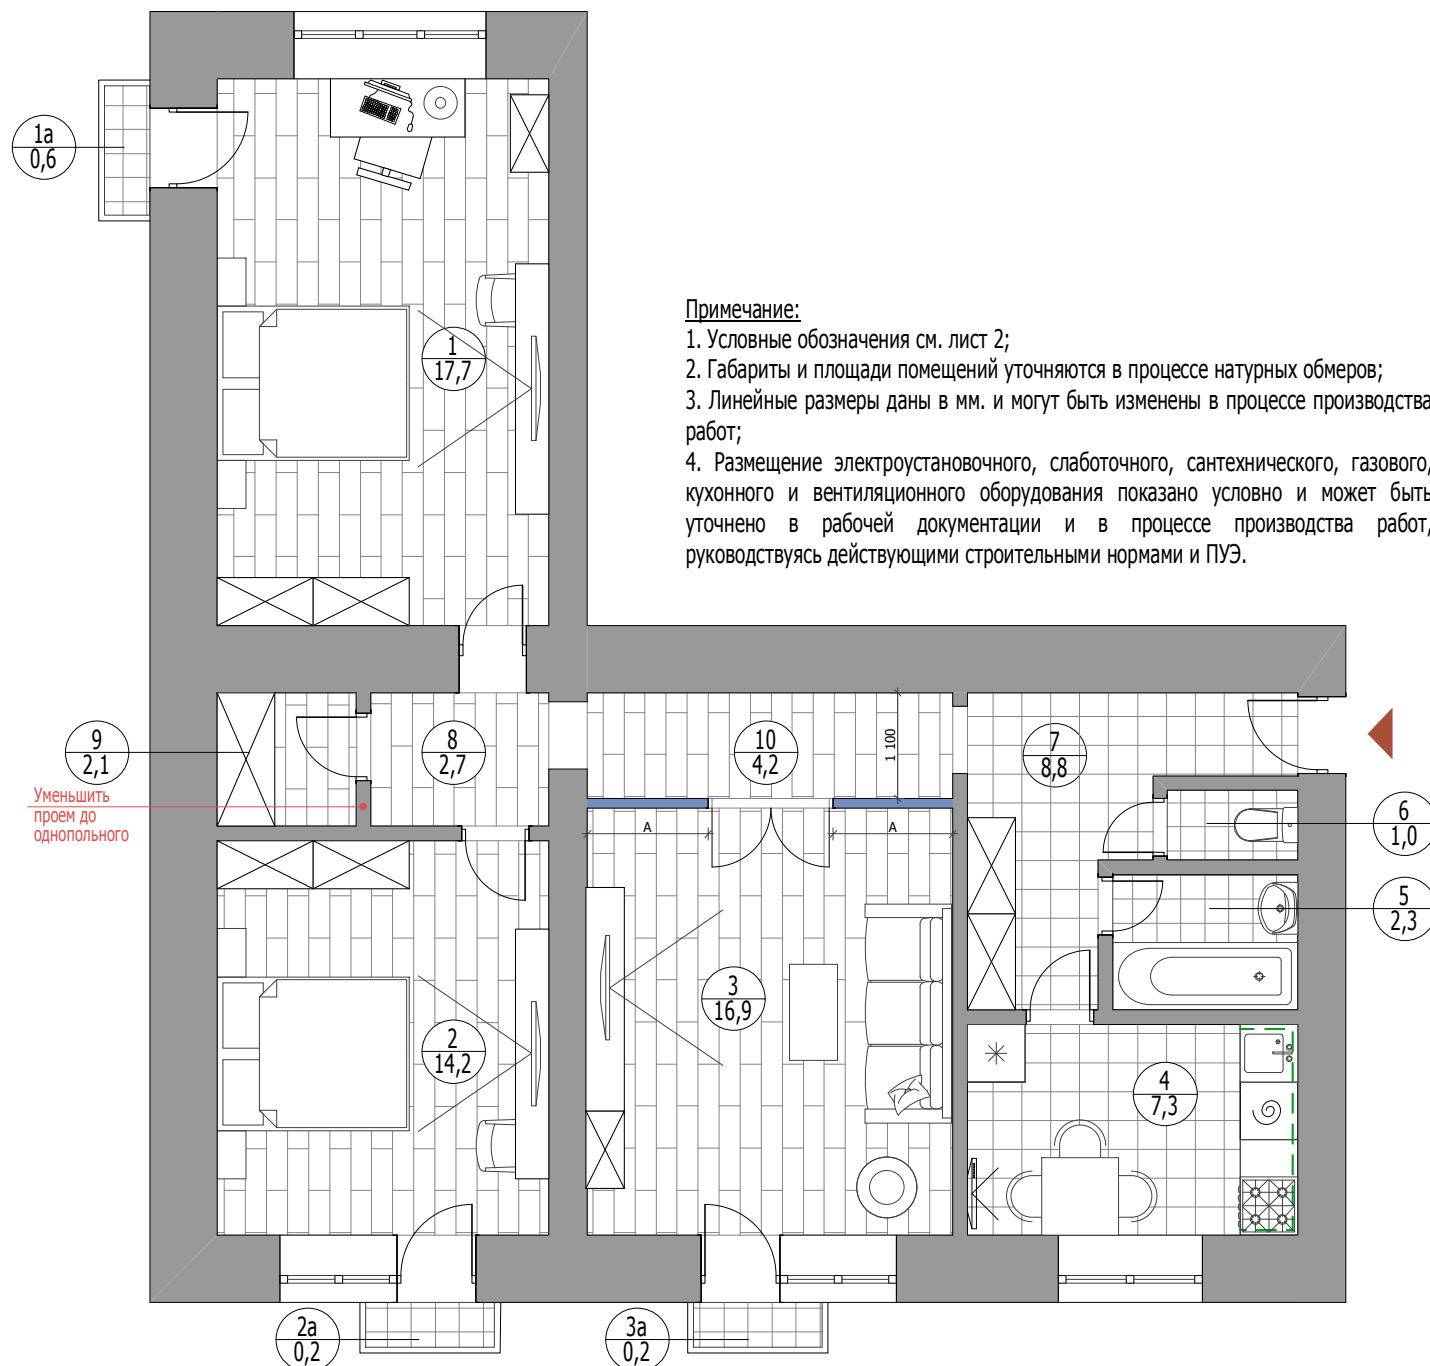 1а
0,6
1
17,7
Примечание:
1. Условные обозначения см. лист 2;
2. Габариты и площади помещений уточняются в процессе натурных обмеров;
3. Линейные размеры даны в мм. и могут быть изменены в процессе производства
работ;
4. Размещение электроустановочного, слаботочного, сантехнического, газового,
кухонного и вентиляционного оборудования показано условно и может быть
уточнено в рабочей документации и в процессе производства работ,
руководствуясь действующими строительными нормами и ПУЭ.
9
2,1
8
2,7
10
4,2
1 100
7
8,8
Уменьшить
проем до
однопольного
А
А
6
1,0
5
2,3
3
16,9
2
14,2
4
7,3
2а
0,2
3а
0,2